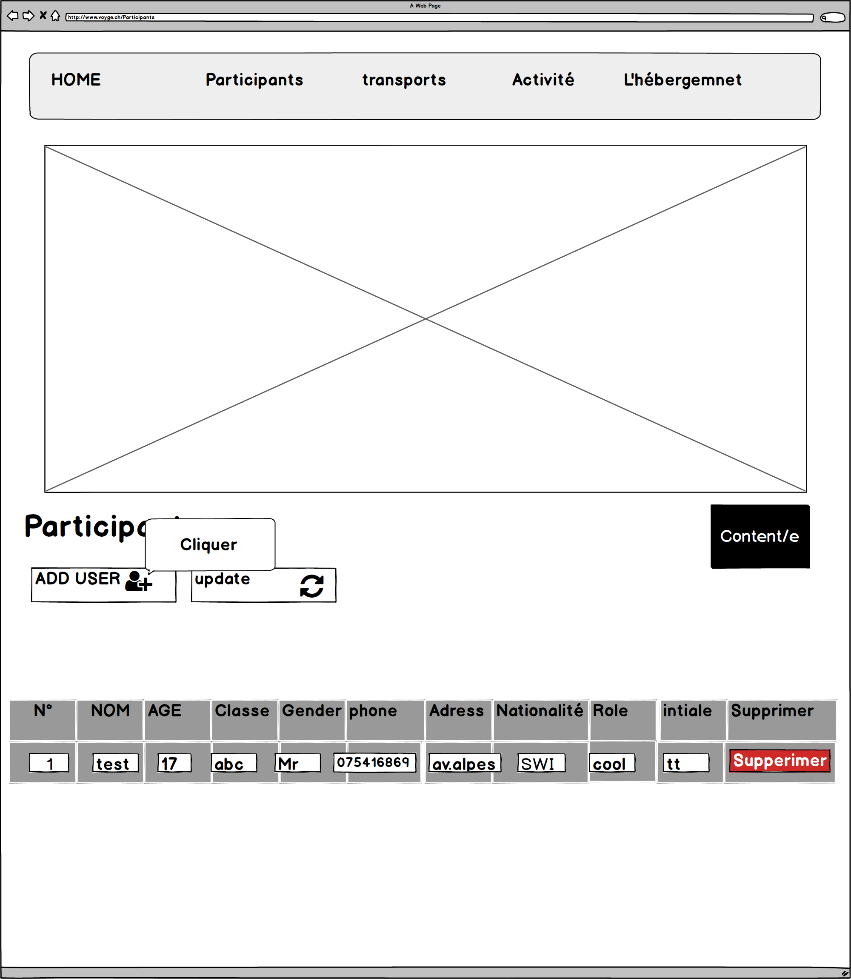 A Web Page
http://www.voyge.ch/Participants
HOME Participants transports Activité L'hébergemnet
Cliquer
Content/e
ADD USER update
N° NOM AGE Classe Gender phone Adress Nationalité Role intiale Supprimer
1 test 17 abc Mr 075416869 av.alpes SWI cool tt Supperimer